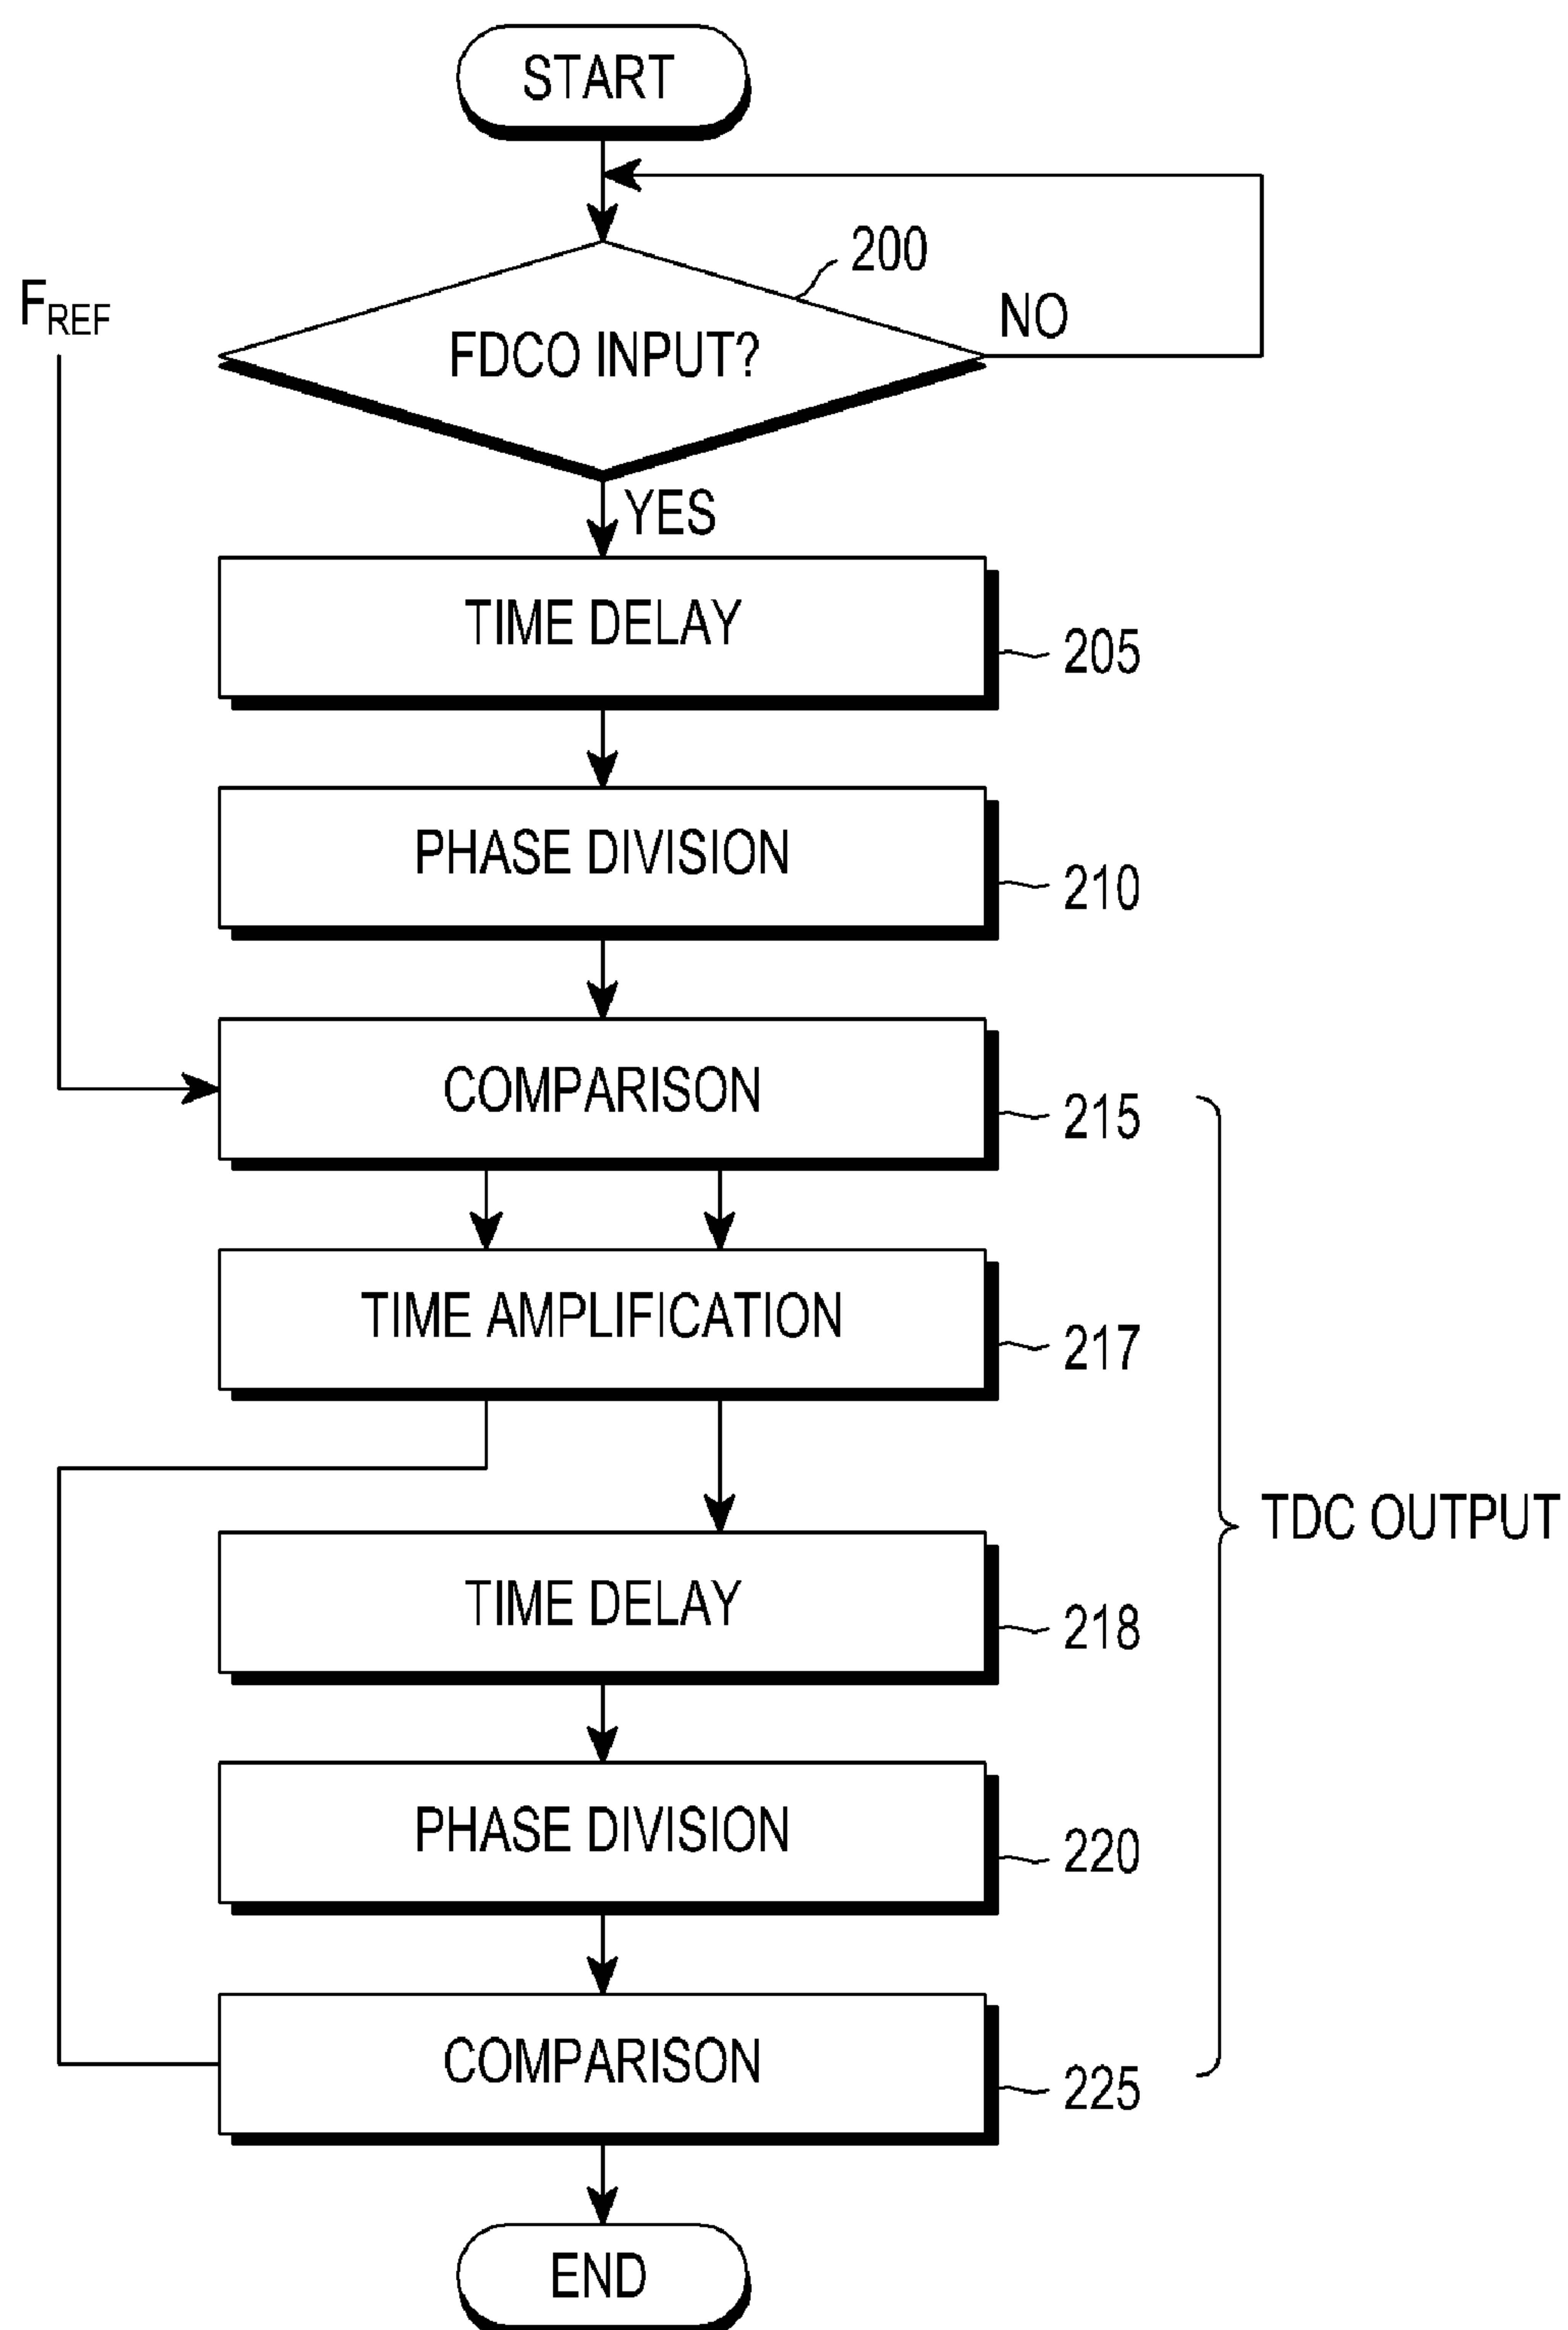 START
200
F_REF
FDCO INPUT?
NO
YES
TIME DELAY
205
PHASE DIVISION
210
COMPARISON
215
TIME AMPLIFICATION
217
TDC OUTPUT
TIME DELAY
218
PHASE DIVISION
220
COMPARISON
225
END